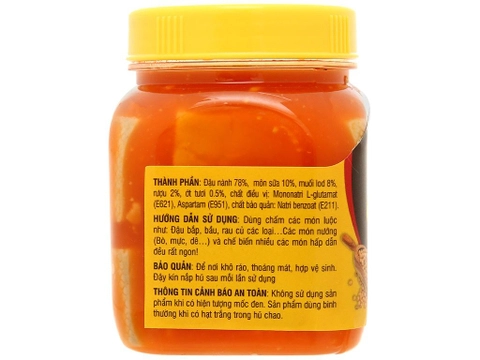 THÀNH PHẦN: Đậu nành 78%, môn sữa 10%, muối Iod 8%,
rượu 2%, ớt tươi 0.5%, chất điều vị: Mononatri L-glutamat
(E621), Aspartam (E951), chất bảo quản: Natri benzoat (E211).
HƯỚNG DẪN SỬ DỤNG: Dùng chấm các món luộc
như: Đậu bắp, bầu, rau củ các loại...Các món nướng
(Bò, mực, dê...) và chế biến nhiều các món hấp dẫn
đều rất ngon!
BẢO QUẢN: Để nơi khô ráo, thoáng mát, hợp vệ sinh.
Đậy kín nắp hũ sau mỗi lần sử dụng
THÔNG TIN CẢNH BÁO AN TOÀN: Không sử dụng sản
phẩm khi có hiện tượng mốc đen. Sản phẩm dùng bình
thường khi có hạt trắng trong hũ chao.